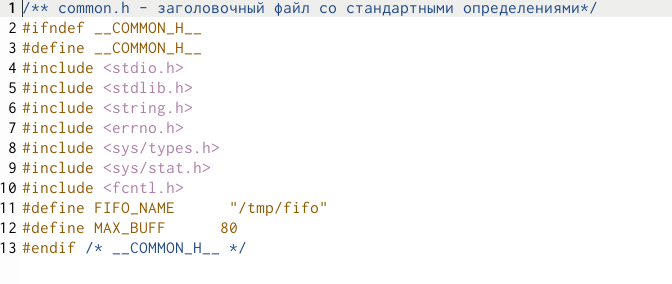 1 /** common.h - заголовочный файл со стандартными определениями*/
2 #ifndef __COMMON_H__
3 #define __COMMON_H__
4 #include <stdio.h>
5 #include <stdlib.h>
6 #include <string.h>
7 #include <errno.h>
8 #include <sys/types.h>
9 #include <sys/stat.h>
10 #include <fcntl.h>
11 #define FIFO_NAME      "/tmp/fifo"
12 #define MAX_BUFF      80
13 #endif /* __COMMON_H__ */